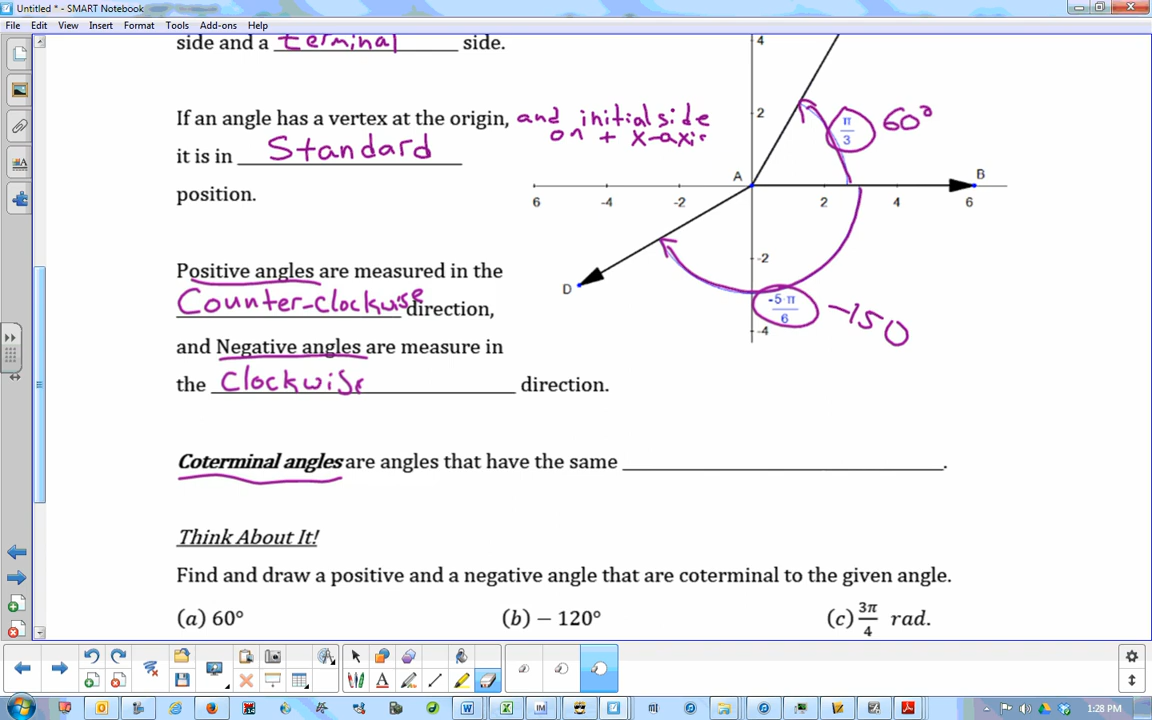 Untitled * - SMART Notebook
File Edit View Insert Format Tools Add-ons Help
side and a terminal side.
If an angle has a vertex at the origin, and initial side
on + x-axis
it is in Standard
position.
Positive angles are measured in the
Counter-clockwise direction,
and Negative angles are measure in
the Clockwise direction.
4
2
π/3 60°
A
B
6 -4 -2 2 4 6
-2
D
-5·π/6 -150
-4
Coterminal angles are angles that have the same ____.
Think About It!
Find and draw a positive and a negative angle that are coterminal to the given angle.
(a) 60° (b) − 120° (c) 3π/4 rad.
1:28 PM